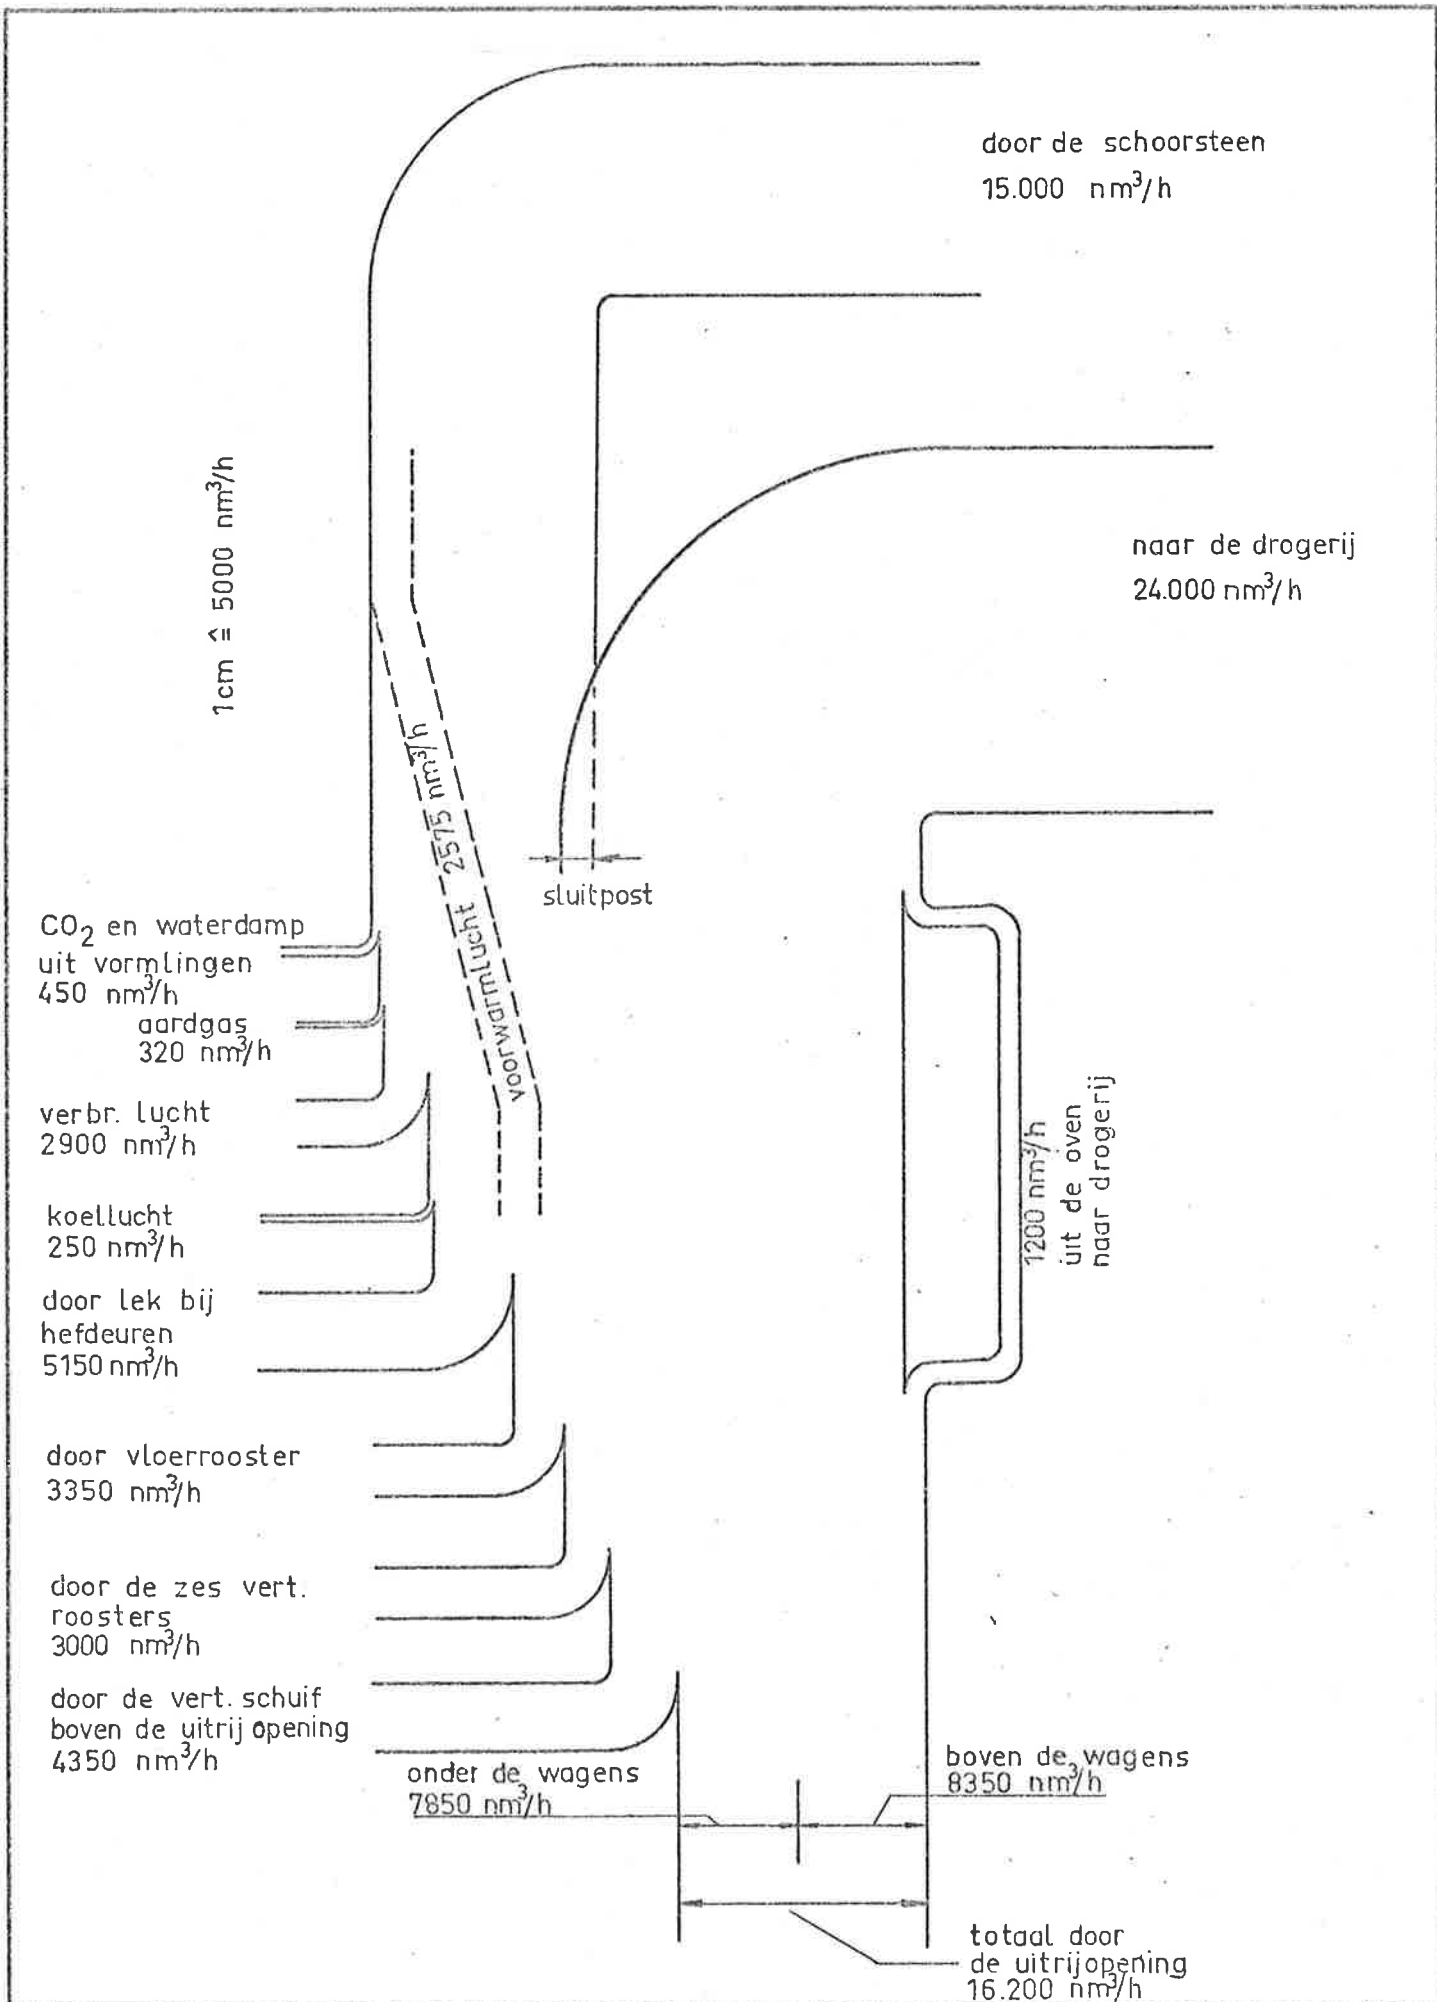 door de schoorsteen
15.000 nm³/h
naar de drogerij
24.000 nm³/h
1cm ≙ 5000 nm³/h
voorwarmlucht 2575 nm³/h
sluitpost
CO₂ en waterdamp
uit vormlingen
450 nm³/h
aardgas
320 nm³/h
verbr. lucht
2900 nm³/h
koellucht
250 nm³/h
door lek bij
hefdeuren
5150 nm³/h
1200 nm³/h
uit de oven
naar drogerij
door vloerrooster
3350 nm³/h
door de zes vert.
roosters
3000 nm³/h
door de vert. schuif
boven de uitrij opening
4350 nm³/h
onder de wagens
7850 nm³/h
boven de wagens
8350 nm³/h
totaal door
de uitrijopening
16.200 nm³/h